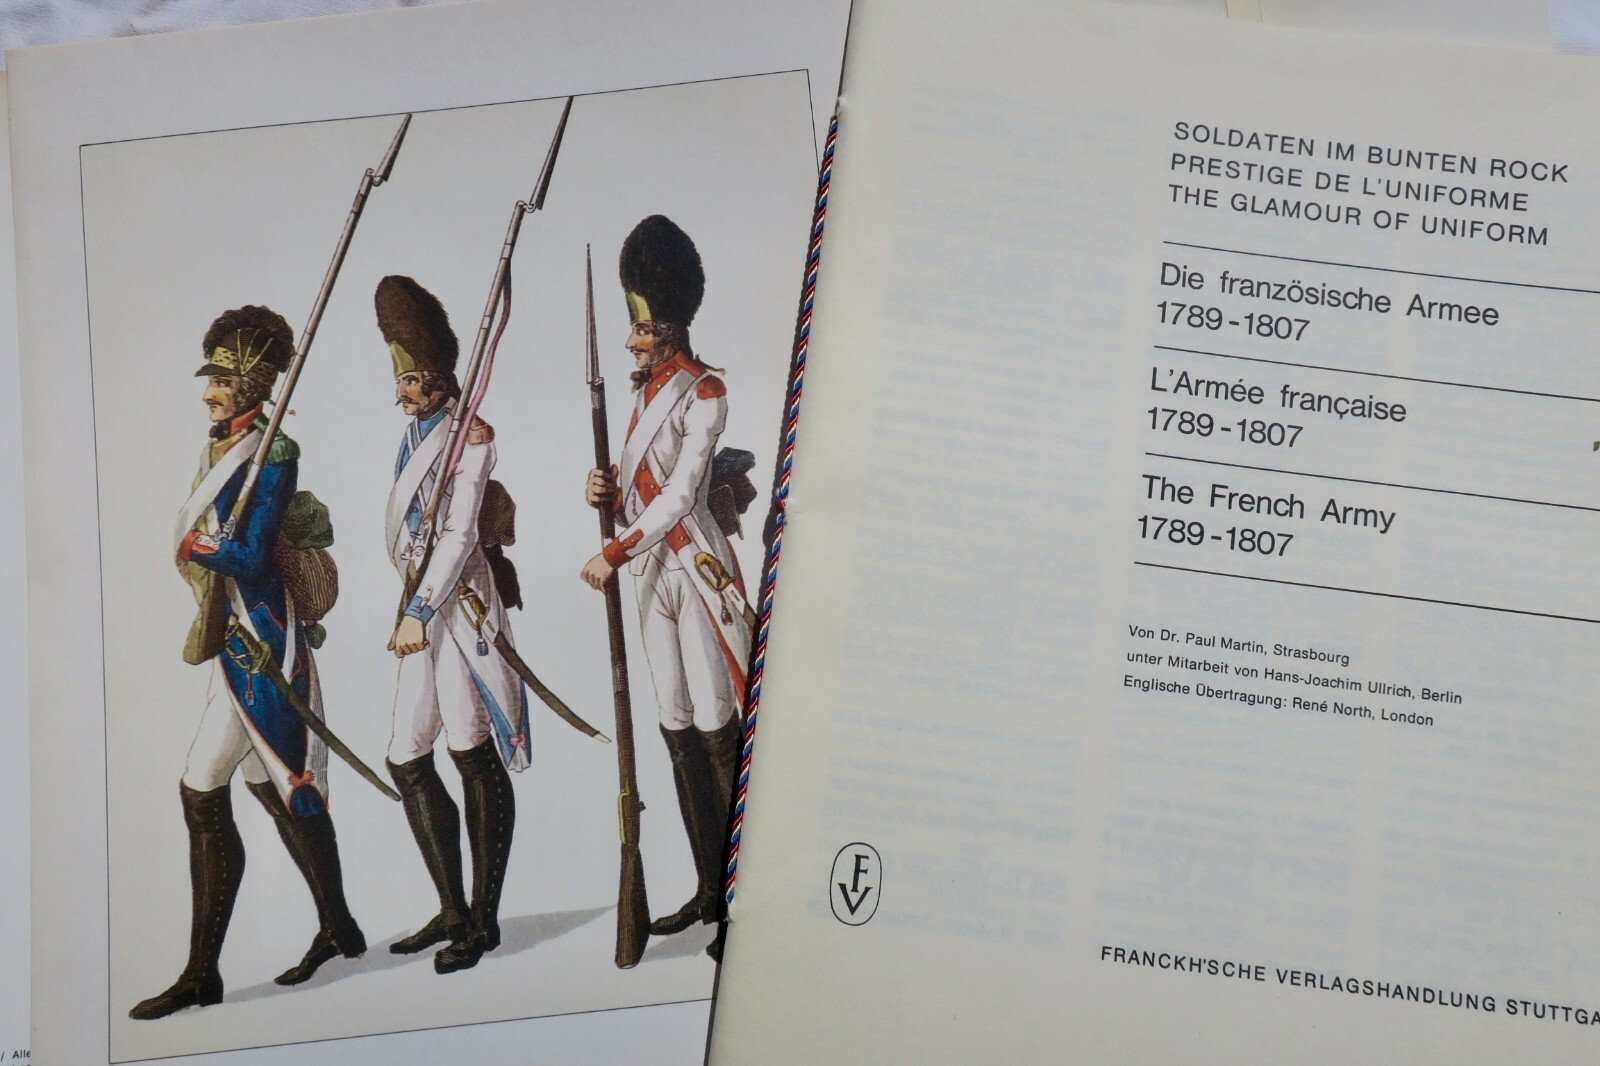 / Alle
SOLDATEN IM BUNTEN ROCK
PRESTIGE DE L'UNIFORME
THE GLAMOUR OF UNIFORM
Die französische Armee
1789-1807
L'Armée française
1789-1807
The French Army
1789-1807
Von Dr. Paul Martin, Strasbourg
unter Mitarbeit von Hans-Joachim Ullrich, Berlin
Englische Übertragung: René North, London
FV
FRANCKH'SCHE VERLAGSHANDLUNG STUTTGA